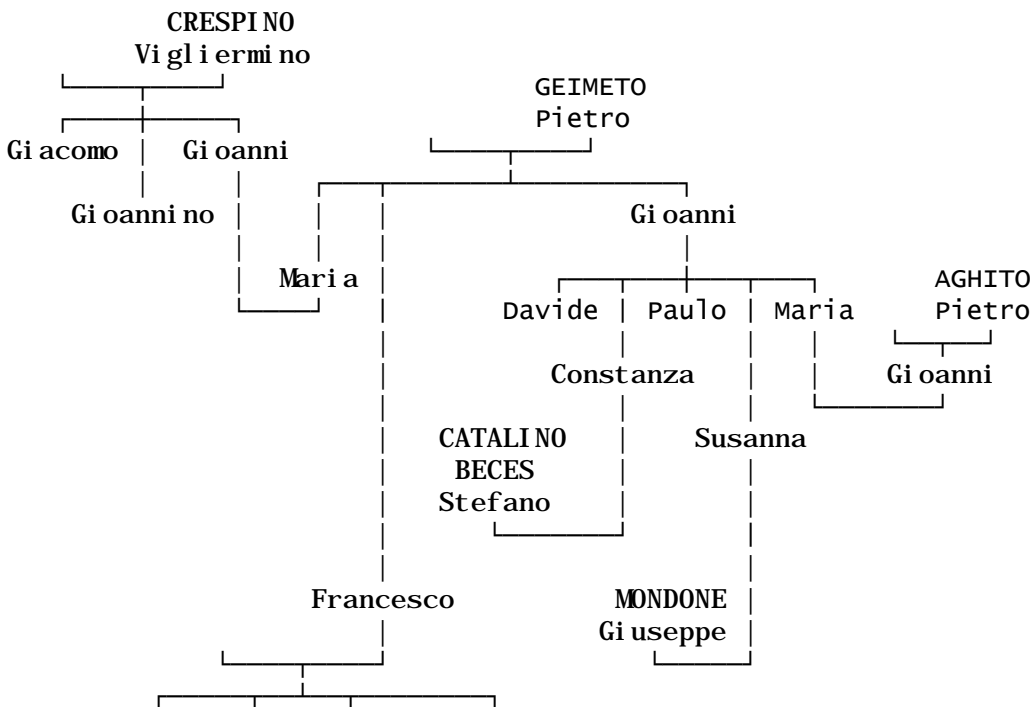 CRESPINO
Vigliermino
GEIMETO
Pietro
Giacomo Gioanni
Gioannino Gioanni
Maria AGHITO
Davide Paulo Maria Pietro
Constanza Gioanni
CATALINO Susanna
BECES
Stefano
Francesco MONDONE
Giuseppe